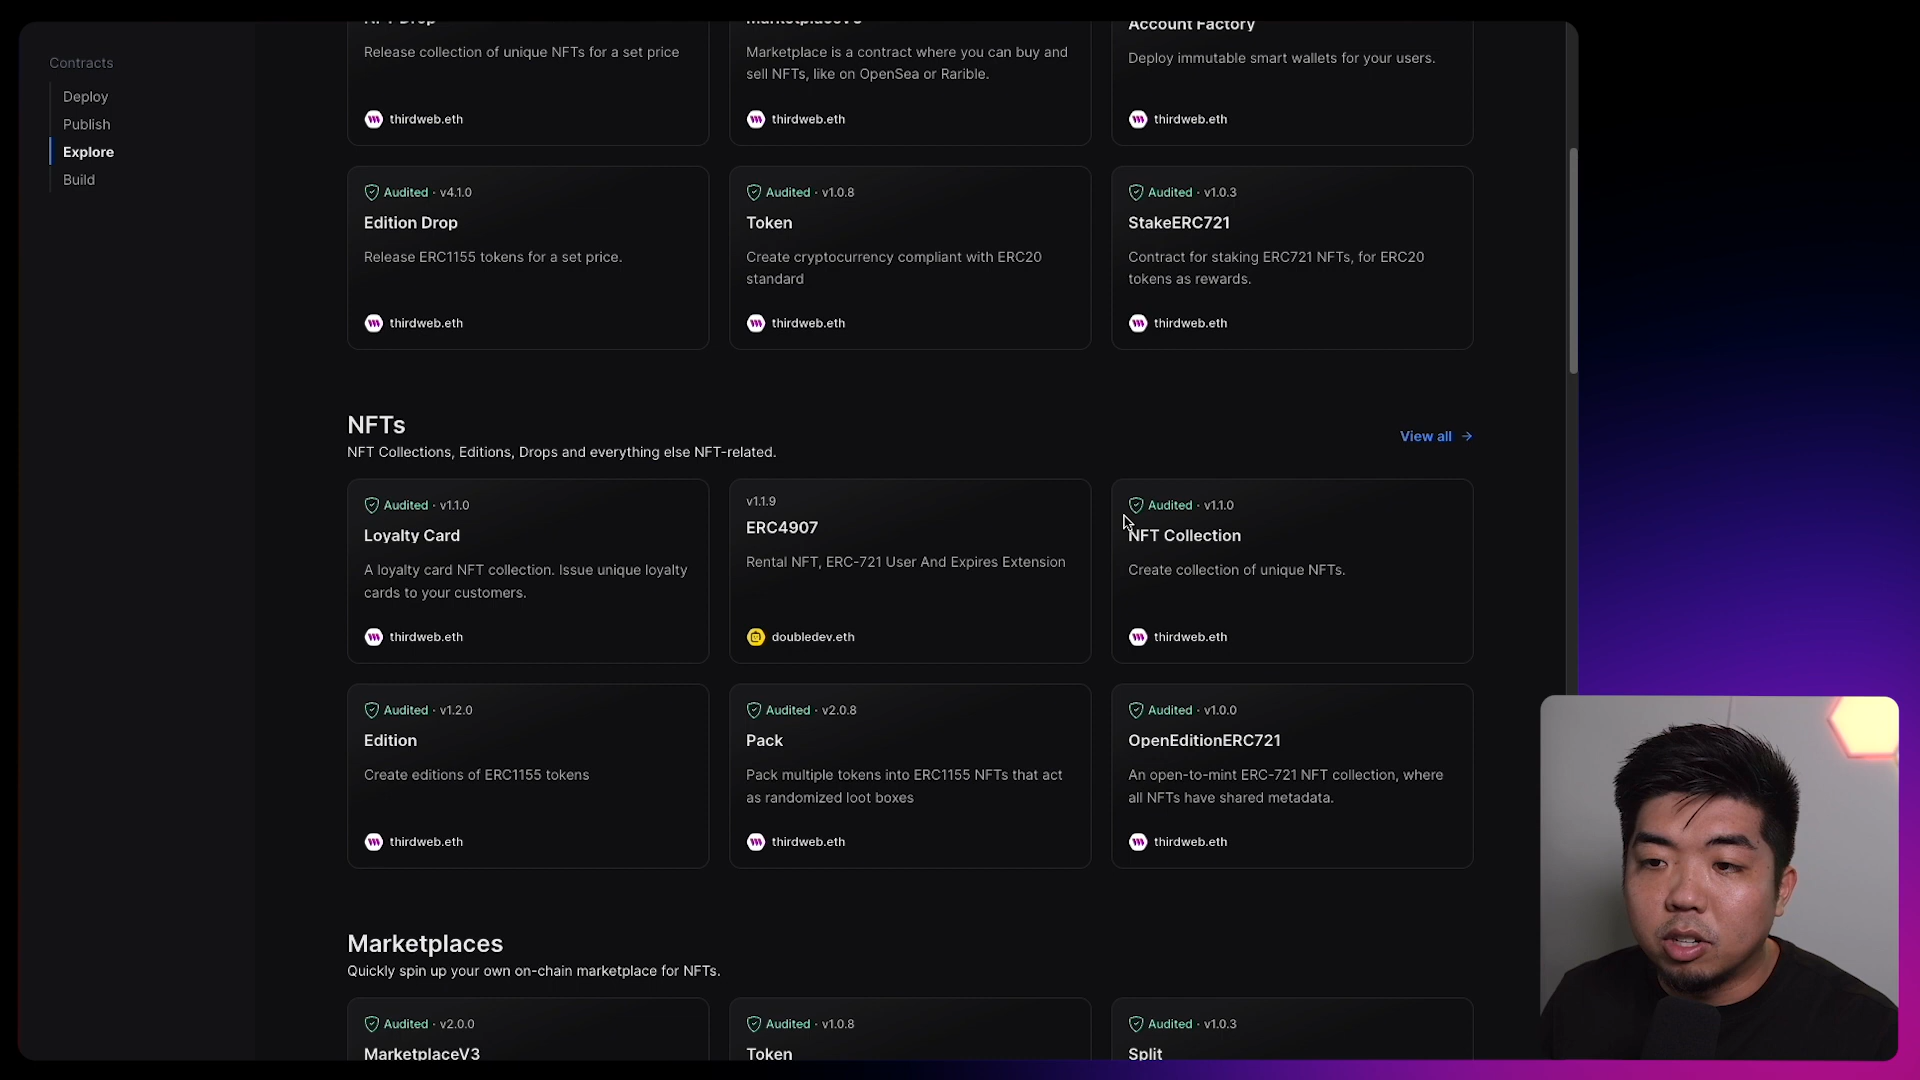 Contracts
Deploy
Publish
Explore
Build
NFT Drop
Release collection of unique NFTs for a set price
thirdweb.eth
MarketplaceV3
Marketplace is a contract where you can buy and
sell NFTs, like on OpenSea or Rarible.
thirdweb.eth
Account Factory
Deploy immutable smart wallets for your users.
thirdweb.eth
Audited · v4.1.0
Edition Drop
Release ERC1155 tokens for a set price.
thirdweb.eth
Audited · v1.0.8
Token
Create cryptocurrency compliant with ERC20
standard
thirdweb.eth
Audited · v1.0.3
StakeERC721
Contract for staking ERC721 NFTs, for ERC20
tokens as rewards.
thirdweb.eth
NFTs
NFT Collections, Editions, Drops and everything else NFT-related.
View all
Audited · v1.1.0
Loyalty Card
A loyalty card NFT collection. Issue unique loyalty
cards to your customers.
thirdweb.eth
v1.1.9
ERC4907
Rental NFT, ERC-721 User And Expires Extension
doubledev.eth
Audited · v1.1.0
NFT Collection
Create collection of unique NFTs.
thirdweb.eth
Audited · v1.2.0
Edition
Create editions of ERC1155 tokens
thirdweb.eth
Audited · v2.0.8
Pack
Pack multiple tokens into ERC1155 NFTs that act
as randomized loot boxes
thirdweb.eth
Audited · v1.0.0
OpenEditionERC721
An open-to-mint ERC-721 NFT collection, where
all NFTs have shared metadata.
thirdweb.eth
Marketplaces
Quickly spin up your own on-chain marketplace for NFTs.
Audited · v2.0.0
MarketplaceV3
Audited · v1.0.8
Token
Audited · v1.0.3
Split